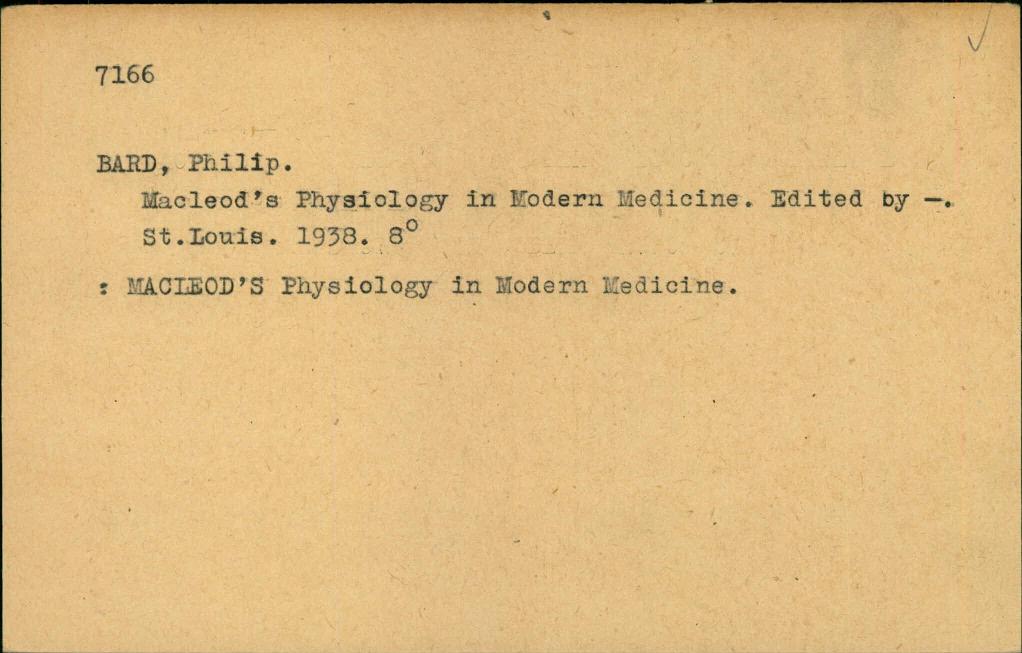 7166
BARD, Philip.
Macleod's Physiology in Modern Medicine. Edited by —.
St.Louis. 1938. 8°
: MACLEOD'S Physiology in Modern Medicine.